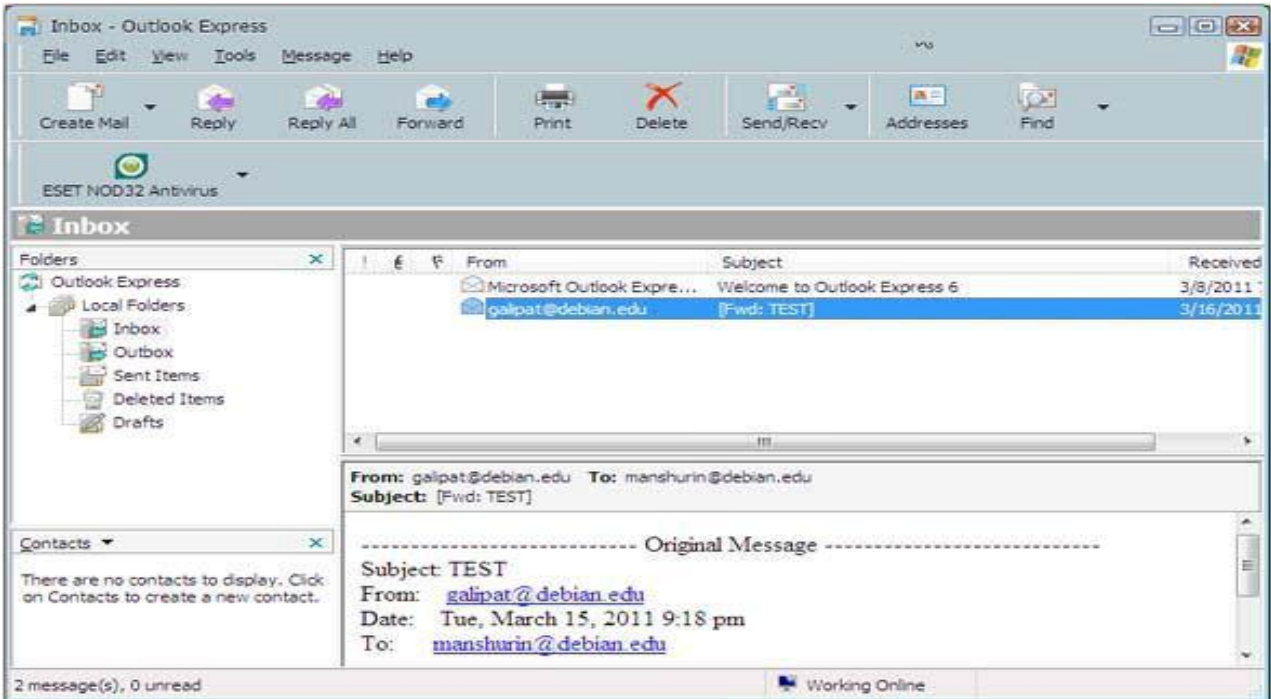 Inbox - Outlook Express
File Edit View Tools Message Help
Create Mail Reply Reply All Forward Print Delete Send/Recv Addresses Find
ESET NOD32 Antivirus
Inbox
Folders
Outlook Express
Local Folders
Inbox
Outbox
Sent Items
Deleted Items
Drafts
! From Subject Received
Microsoft Outlook Expre... Welcome to Outlook Express 6 3/8/2011
galipat@debian.edu [Fwd: TEST] 3/16/2011
From: galipat@debian.edu To: manshurin@debian.edu
Subject: [Fwd: TEST]
Contacts
There are no contacts to display. Click
on Contacts to create a new contact.
---------------------------- Original Message ----------------------------
Subject: TEST
From: galipat@debian.edu
Date: Tue, March 15, 2011 9:18 pm
To: manshurin@debian.edu
2 message(s), 0 unread Working Online